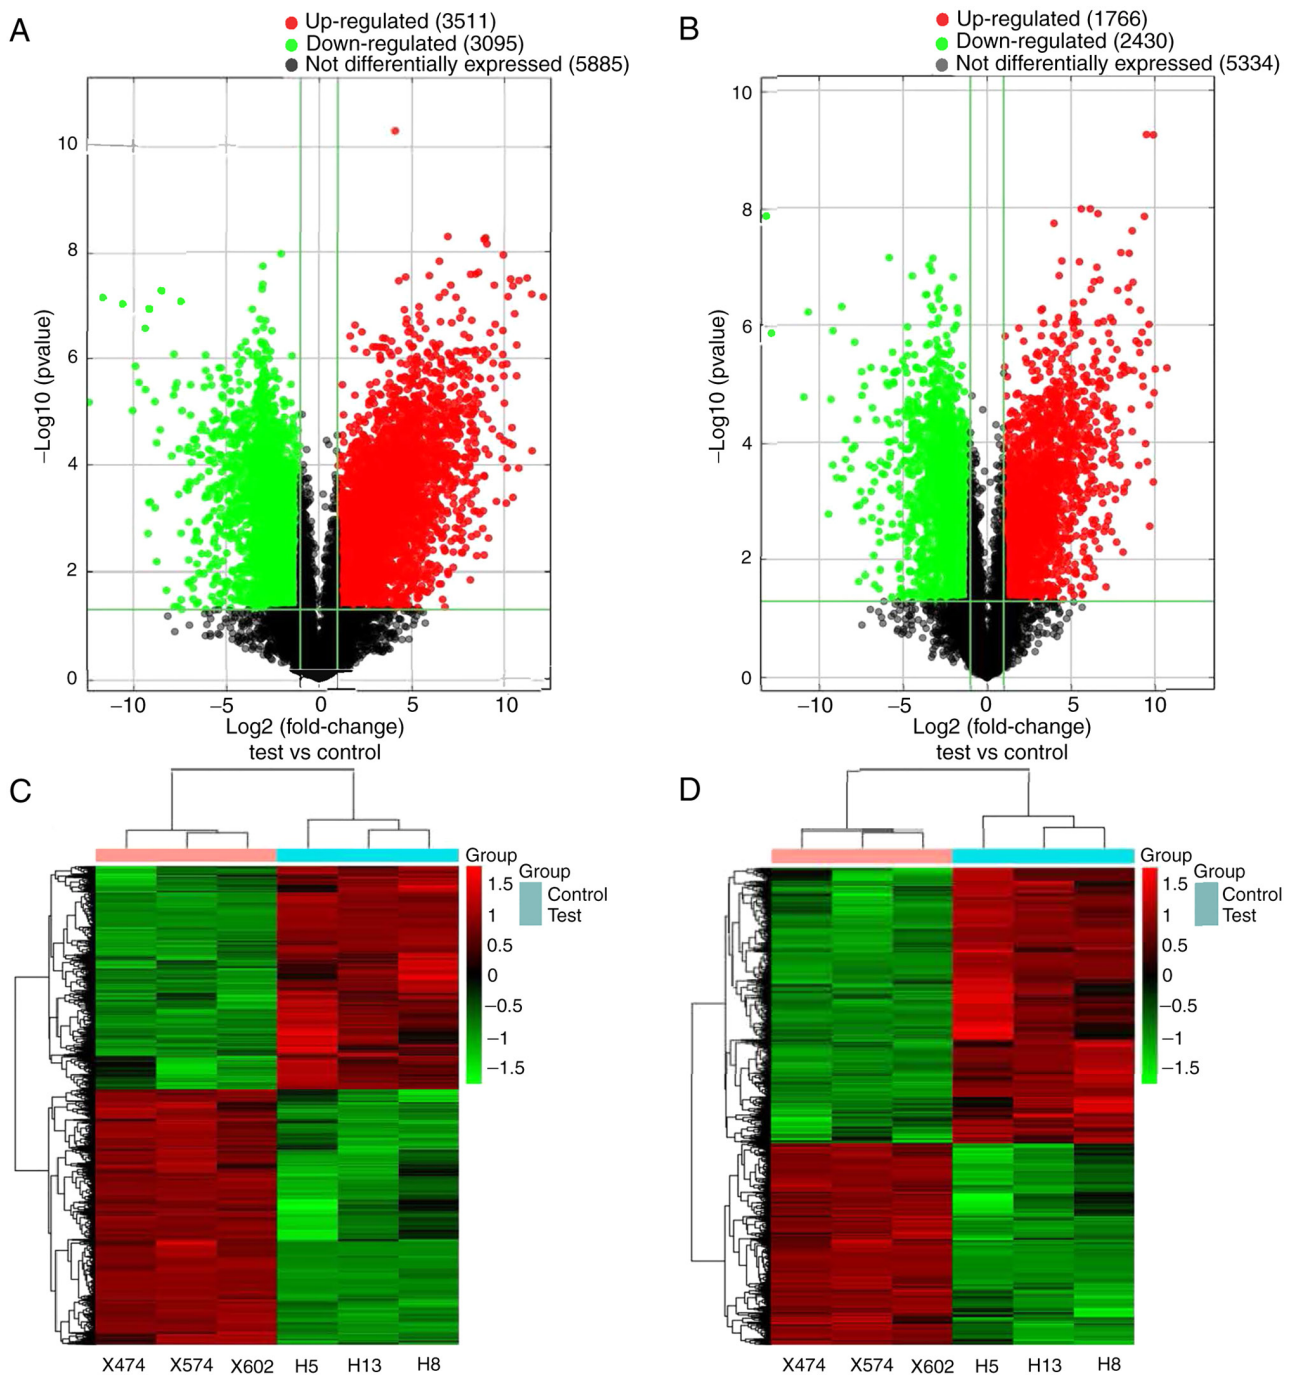 A
Up-regulated (3511)
Down-regulated (3095)
Not differentially expressed (5885)
10
8
6
4
2
0
−Log10 (pvalue)
−10
−5
0
5
10
Log2 (fold-change)
test vs control
B
Up-regulated (1766)
Down-regulated (2430)
Not differentially expressed (5334)
10
8
6
4
2
0
−Log10 (pvalue)
−10
−5
0
5
10
Log2 (fold-change)
test vs control
C
Group
1.5
1
0.5
0
−0.5
−1
−1.5
Group
Control
Test
X474
X574
X602
H5
H13
H8
D
Group
1.5
1
0.5
0
−0.5
−1
−1.5
Group
Control
Test
X474
X574
X602
H5
H13
H8